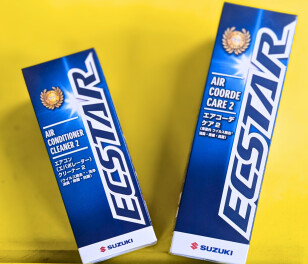 AIR
CONDITIONER
CLEANER 2
エアコン
(エバポレーター)
クリーナー 2
ECSTAR
SUZUKI
AIR
COORDE
CARE 2
エアコーデ
ケア 2
ECSTAR
SUZUKI